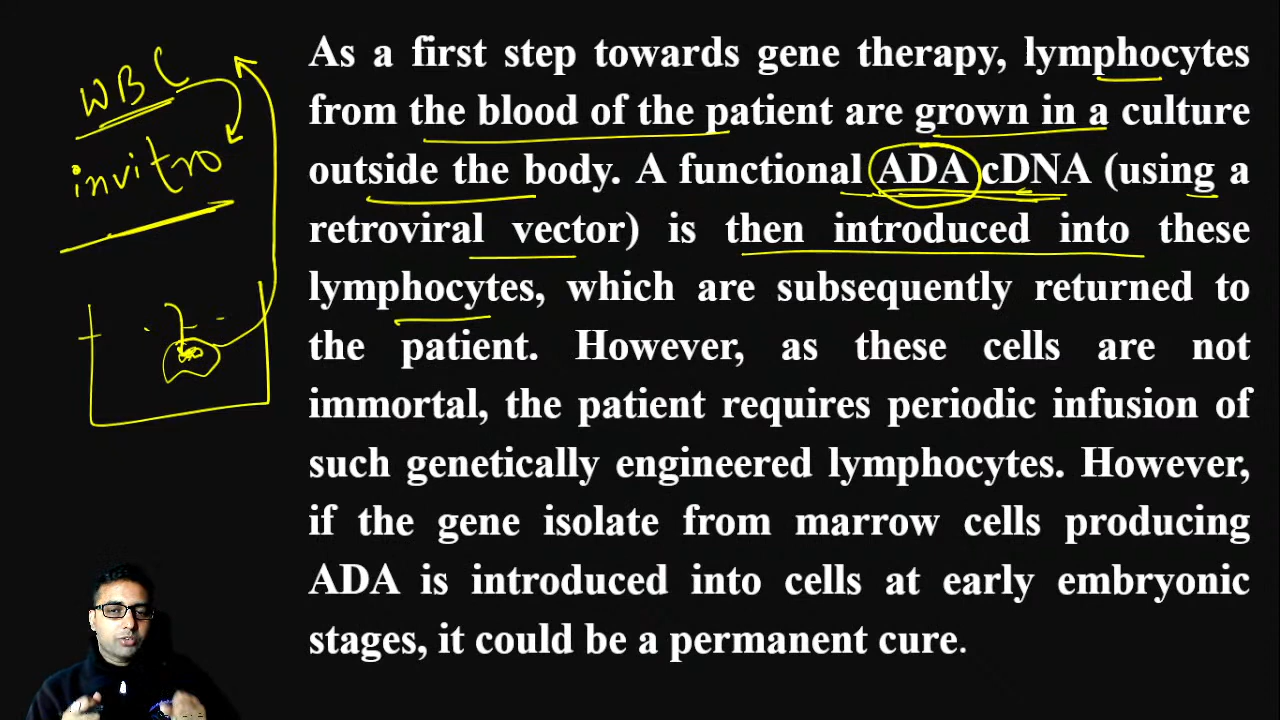 WBC
invitro
As a first step towards gene therapy, lymphocytes
from the blood of the patient are grown in a culture
outside the body. A functional ADA cDNA (using a
retroviral vector) is then introduced into these
lymphocytes, which are subsequently returned to
the patient. However, as these cells are not
immortal, the patient requires periodic infusion of
such genetically engineered lymphocytes. However,
if the gene isolate from marrow cells producing
ADA is introduced into cells at early embryonic
stages, it could be a permanent cure.